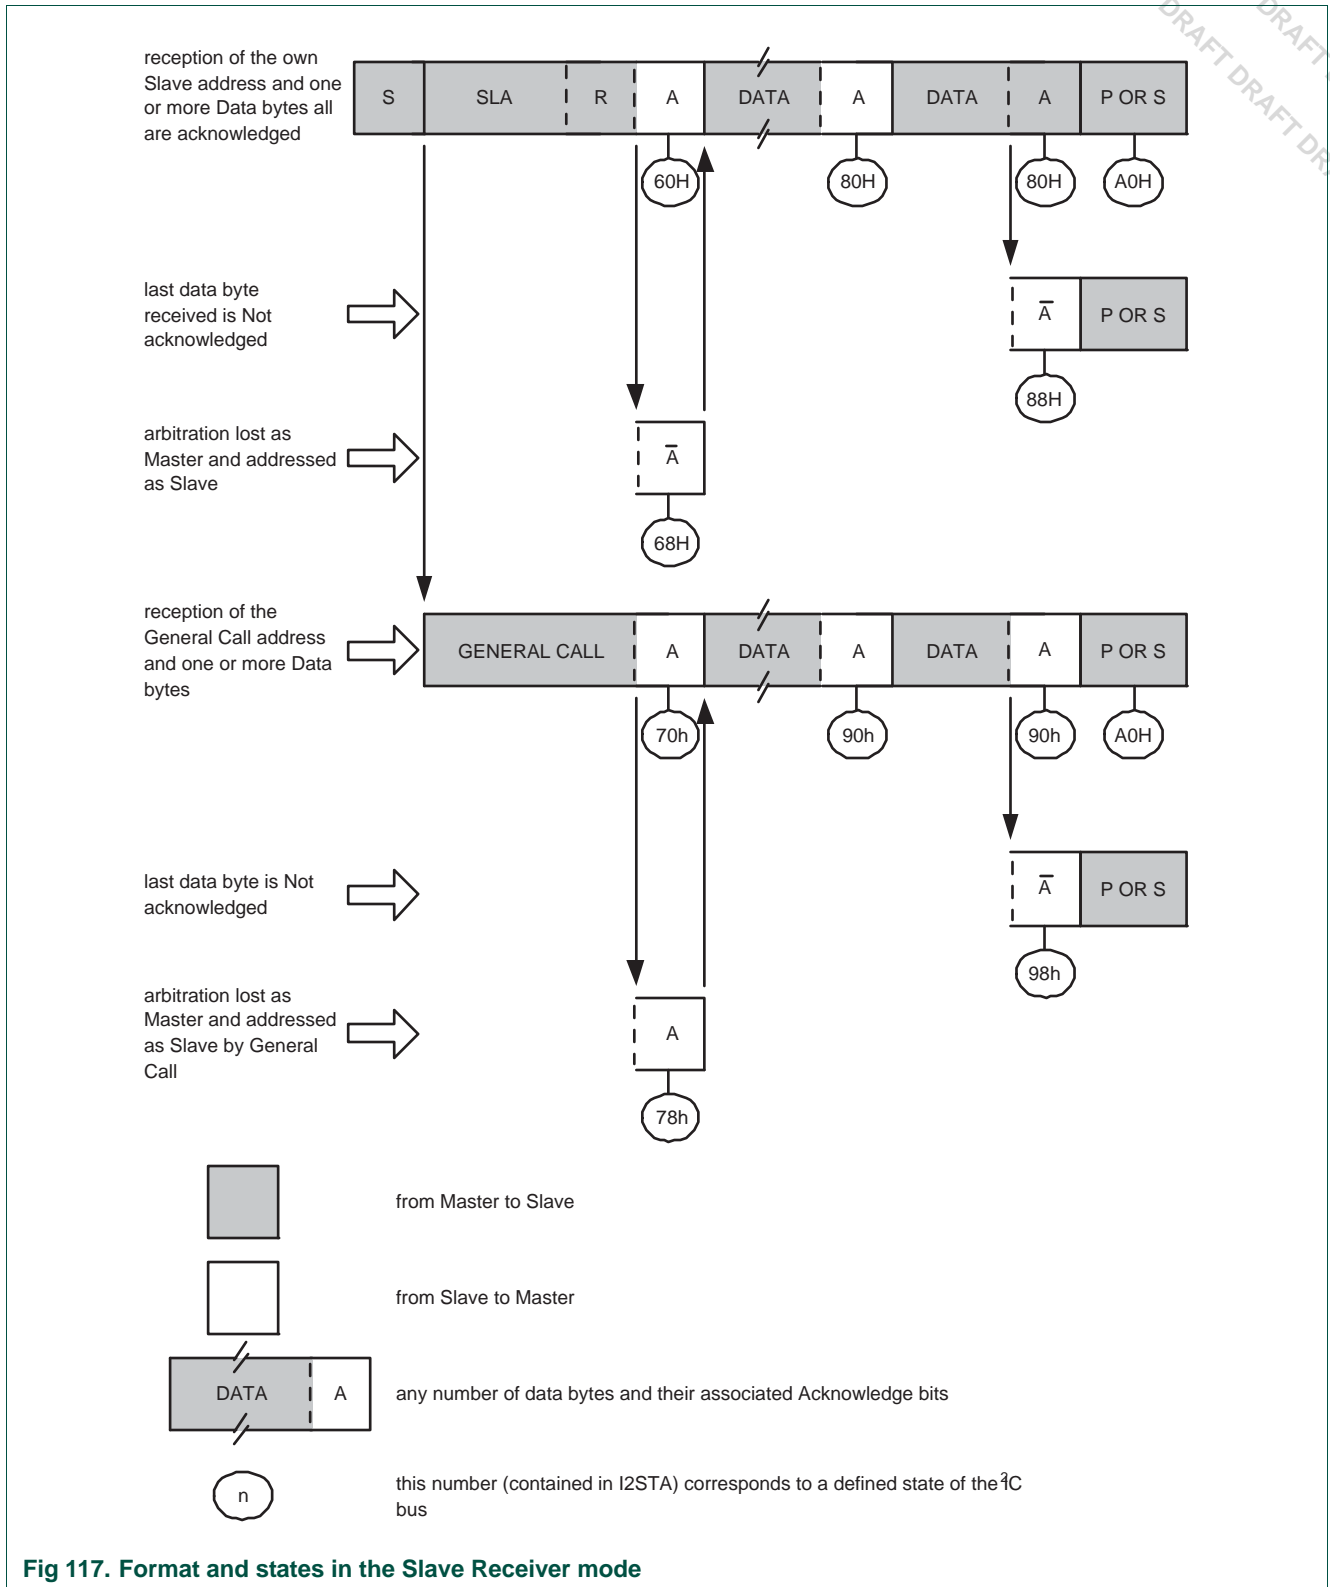 DRAFT DRAFT DRAFT
DRAFT
reception of the own
Slave address and one
or more Data bytes all
are acknowledged
S SLA R A DATA A DATA A P OR S
60H 80H 80H A0H
last data byte
received is Not
acknowledged
A̅ P OR S
88H
arbitration lost as
Master and addressed
as Slave
A̅
68H
reception of the
General Call address
and one or more Data
bytes
GENERAL CALL A DATA A DATA A P OR S
70h 90h 90h A0H
last data byte is Not
acknowledged
A̅ P OR S
98h
arbitration lost as
Master and addressed
as Slave by General
Call
A
78h
from Master to Slave
from Slave to Master
DATA A any number of data bytes and their associated Acknowledge bits
n
this number (contained in I2STA) corresponds to a defined state of the I²C
bus
Fig 117. Format and states in the Slave Receiver mode